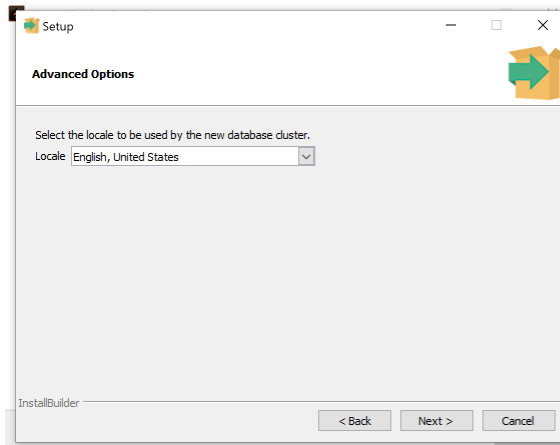 Setup
Advanced Options
Select the locale to be used by the new database cluster.
Locale English, United States
InstallBuilder
< Back Next > Cancel